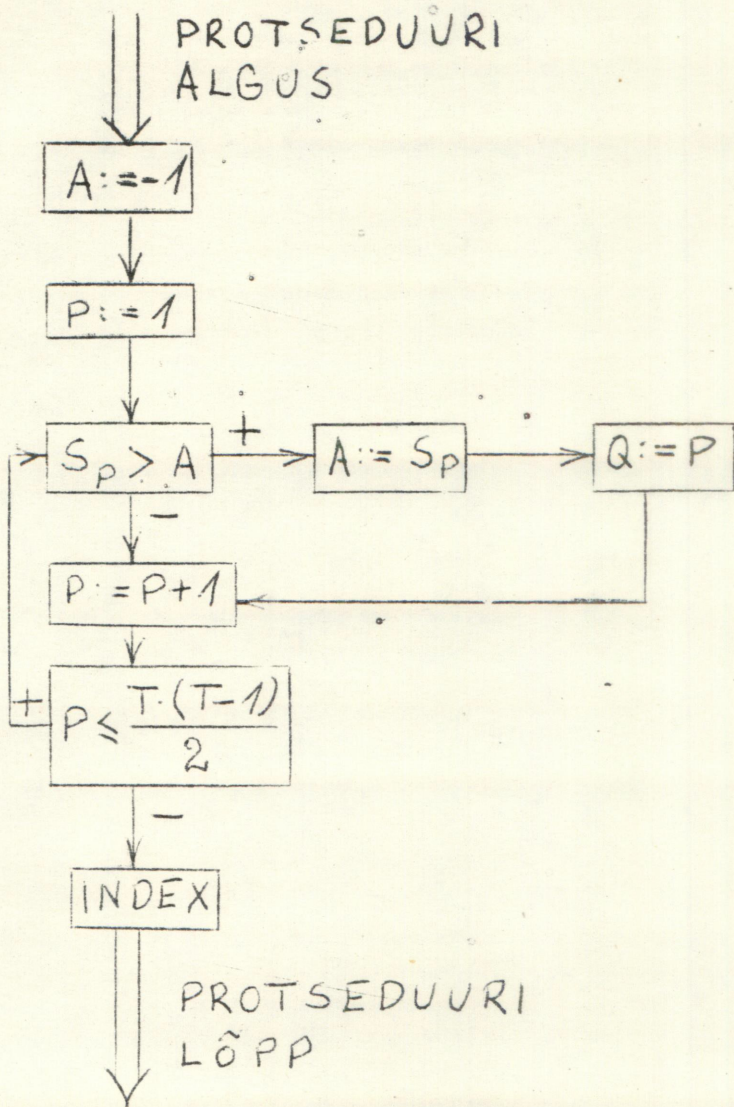 PROTSEDUURI
ALGUS
A:=-1
P:=1
S_P > A
+
A:=S_P
Q:=P
-
P:=P+1
+
P ≤ T·(T-1)/2
-
INDEX
PROTSEDUURI
LÕPP